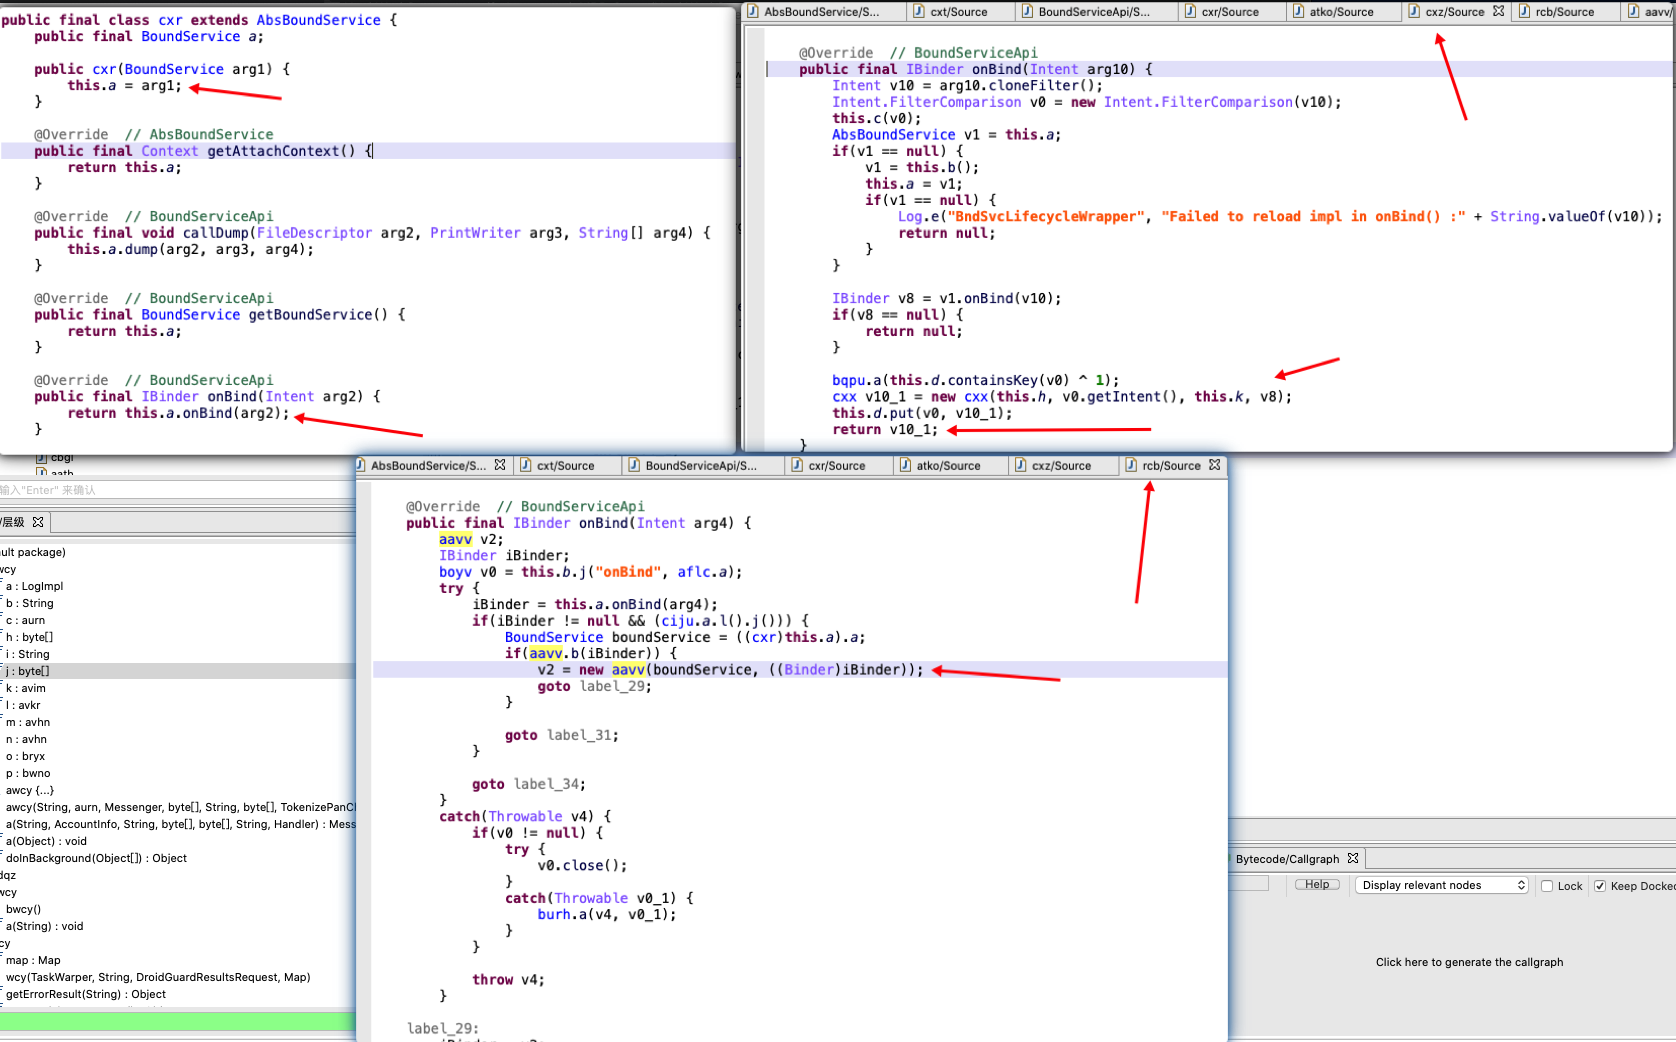 public final class cxr extends AbsBoundService {
public final BoundService a;
public cxr(BoundService arg1) {
this.a = arg1;
}
@Override // AbsBoundService
public final Context getAttachContext() {
return this.a;
}
@Override // BoundServiceApi
public final void callDump(FileDescriptor arg2, PrintWriter arg3, String[] arg4) {
this.a.dump(arg2, arg3, arg4);
}
@Override // BoundServiceApi
public final BoundService getBoundService() {
return this.a;
}
@Override // BoundServiceApi
public final IBinder onBind(Intent arg2) {
return this.a.onBind(arg2);
}
AbsBoundService/S... cxt/Source BoundServiceApi/S... cxr/Source atko/Source cxz/Source rcb/Source aavv/
@Override // BoundServiceApi
public final IBinder onBind(Intent arg10) {
Intent v10 = arg10.cloneFilter();
Intent.FilterComparison v0 = new Intent.FilterComparison(v10);
this.c(v0);
AbsBoundService v1 = this.a;
if(v1 == null) {
v1 = this.b();
this.a = v1;
if(v1 == null) {
Log.e("BndSvcLifecycleWrapper", "Failed to reload impl in onBind() :" + String.valueOf(v10));
return null;
}
}
IBinder v8 = v1.onBind(v10);
if(v8 == null) {
return null;
}
bqpu.a(this.d.containsKey(v0) ^ 1);
cxx v10_1 = new cxx(this.h, v0.getIntent(), this.k, v8);
this.d.put(v0, v10_1);
return v10_1;
}
cbgl
输入"Enter" 来确认
/层级
ult package)
wcy
a : LogImpl
b : String
c : aurn
h : byte[]
i : String
j : byte[]
k : avim
l : avkr
m : avhn
n : avhn
o : bryx
p : bwno
awcy {...}
awcy(String, aurn, Messenger, byte[], String, byte[], TokenizePanC
a(String, AccountInfo, String, byte[], byte[], String, Handler) : Mess
a(Object) : void
doInBackground(Object[]) : Object
dqz
wcy
bwcy()
a(String) : void
cy
map : Map
wcy(TaskWarper, String, DroidGuardResultsRequest, Map)
getErrorResult(String) : Object
AbsBoundService/S... cxt/Source BoundServiceApi/S... cxr/Source atko/Source cxz/Source rcb/Source
@Override // BoundServiceApi
public final IBinder onBind(Intent arg4) {
aavv v2;
IBinder iBinder;
boyv v0 = this.b.j("onBind", aflc.a);
try {
iBinder = this.a.onBind(arg4);
if(iBinder != null && (ciju.a.l().j())) {
BoundService boundService = ((cxr)this.a).a;
if(aavv.b(iBinder)) {
v2 = new aavv(boundService, ((Binder)iBinder));
goto label_29;
}
goto label_31;
}
goto label_34;
}
catch(Throwable v4) {
if(v0 != null) {
try {
v0.close();
}
catch(Throwable v0_1) {
burh.a(v4, v0_1);
}
}
throw v4;
}
label_29:
Bytecode/Callgraph
Help Display relevant nodes Lock Keep Docked
Click here to generate the callgraph